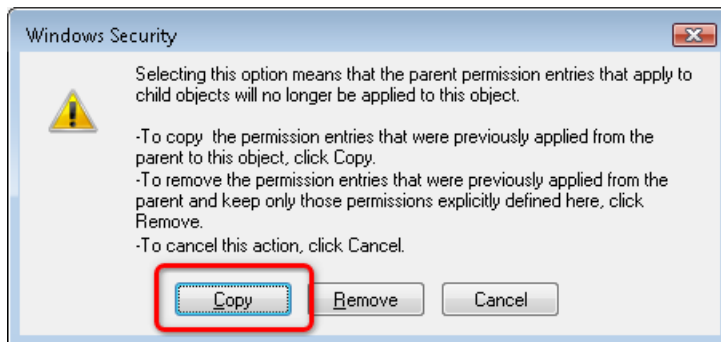 Windows Security
Selecting this option means that the parent permission entries that apply to
child objects will no longer be applied to this object.
-To copy the permission entries that were previously applied from the
parent to this object, click Copy.
-To remove the permission entries that were previously applied from the
parent and keep only those permissions explicitly defined here, click
Remove.
-To cancel this action, click Cancel.
Copy Remove Cancel